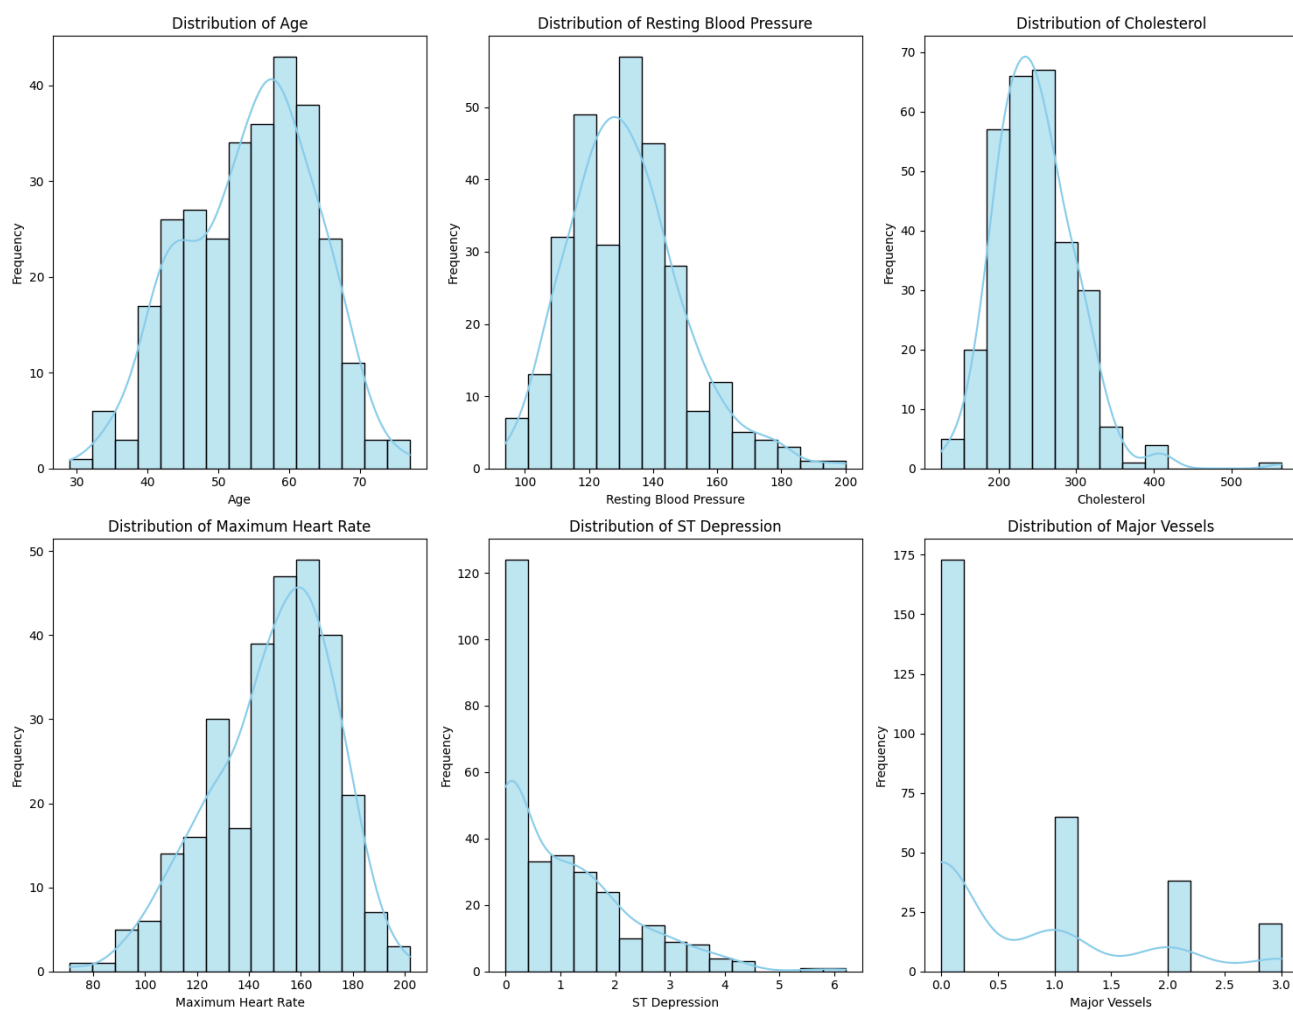 Distribution of Age
Distribution of Resting Blood Pressure
Distribution of Cholesterol
Frequency
40
30
20
10
0
30 40 50 60 70
Age
Frequency
50
40
30
20
10
0
100 120 140 160 180 200
Resting Blood Pressure
Frequency
70
60
50
40
30
20
10
0
200 300 400 500
Cholesterol
Distribution of Maximum Heart Rate
Distribution of ST Depression
Distribution of Major Vessels
Frequency
50
40
30
20
10
0
80 100 120 140 160 180 200
Maximum Heart Rate
Frequency
120
100
80
60
40
20
0
0 1 2 3 4 5 6
ST Depression
Frequency
175
150
125
100
75
50
25
0
0.0 0.5 1.0 1.5 2.0 2.5 3.0
Major Vessels